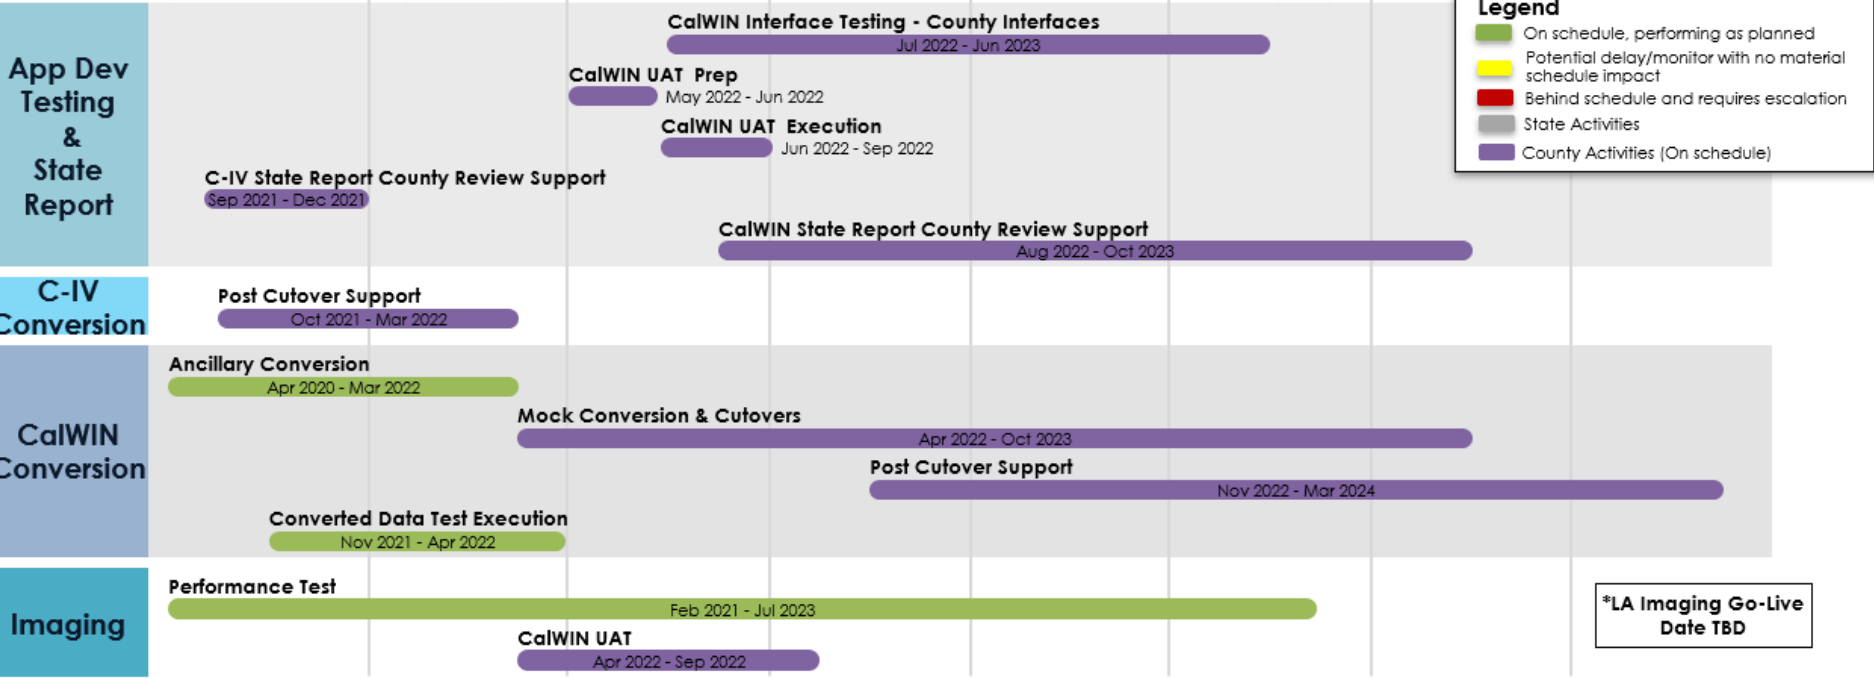 Legend
On schedule, performing as planned
Potential delay/monitor with no material
schedule impact
Behind schedule and requires escalation
State Activities
County Activities (On schedule)
App Dev
Testing
&
State
Report
CalWIN Interface Testing - County Interfaces
Jul 2022 - Jun 2023
CalWIN UAT Prep
May 2022 - Jun 2022
CalWIN UAT Execution
Jun 2022 - Sep 2022
C-IV State Report County Review Support
Sep 2021 - Dec 2021
CalWIN State Report County Review Support
Aug 2022 - Oct 2023
C-IV
Conversion
Post Cutover Support
Oct 2021 - Mar 2022
CalWIN
Conversion
Ancillary Conversion
Apr 2020 - Mar 2022
Mock Conversion & Cutovers
Apr 2022 - Oct 2023
Post Cutover Support
Nov 2022 - Mar 2024
Converted Data Test Execution
Nov 2021 - Apr 2022
Imaging
Performance Test
Feb 2021 - Jul 2023
CalWIN UAT
Apr 2022 - Sep 2022
*LA Imaging Go-Live
Date TBD